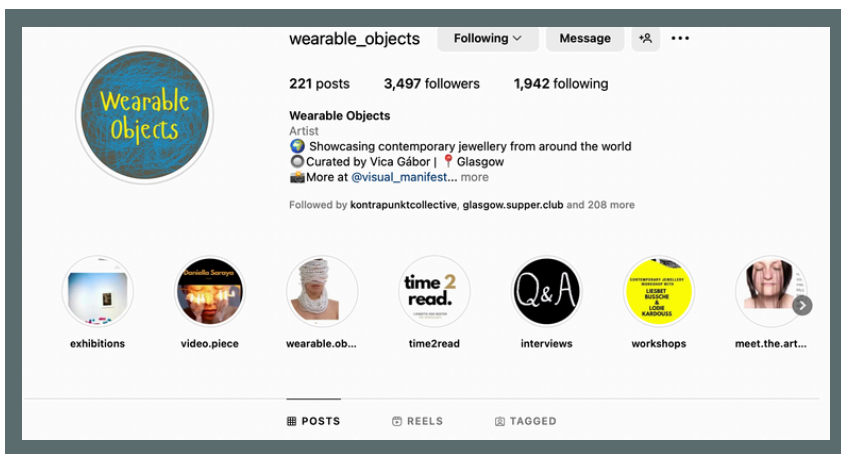 wearable_objects Following Message
221 posts 3,497 followers 1,942 following
Wearable Objects
Artist
Showcasing contemporary jewellery from around the world
Curated by Vica Gábor | Glasgow
More at @visual_manifest... more
Followed by kontrapunktcollective, glasgow.supper.club and 208 more
Wearable
Objects
Daniella Saraya
time 2
read.
Q&A
CONTEMPORARY JEWELLERY
WORKSHOP WITH
LIESBET
BUSSCHE
&
LODIE
KARDOUSS
exhibitions video.piece wearable.ob... time2read interviews workshops meet.the.art...
POSTS REELS TAGGED